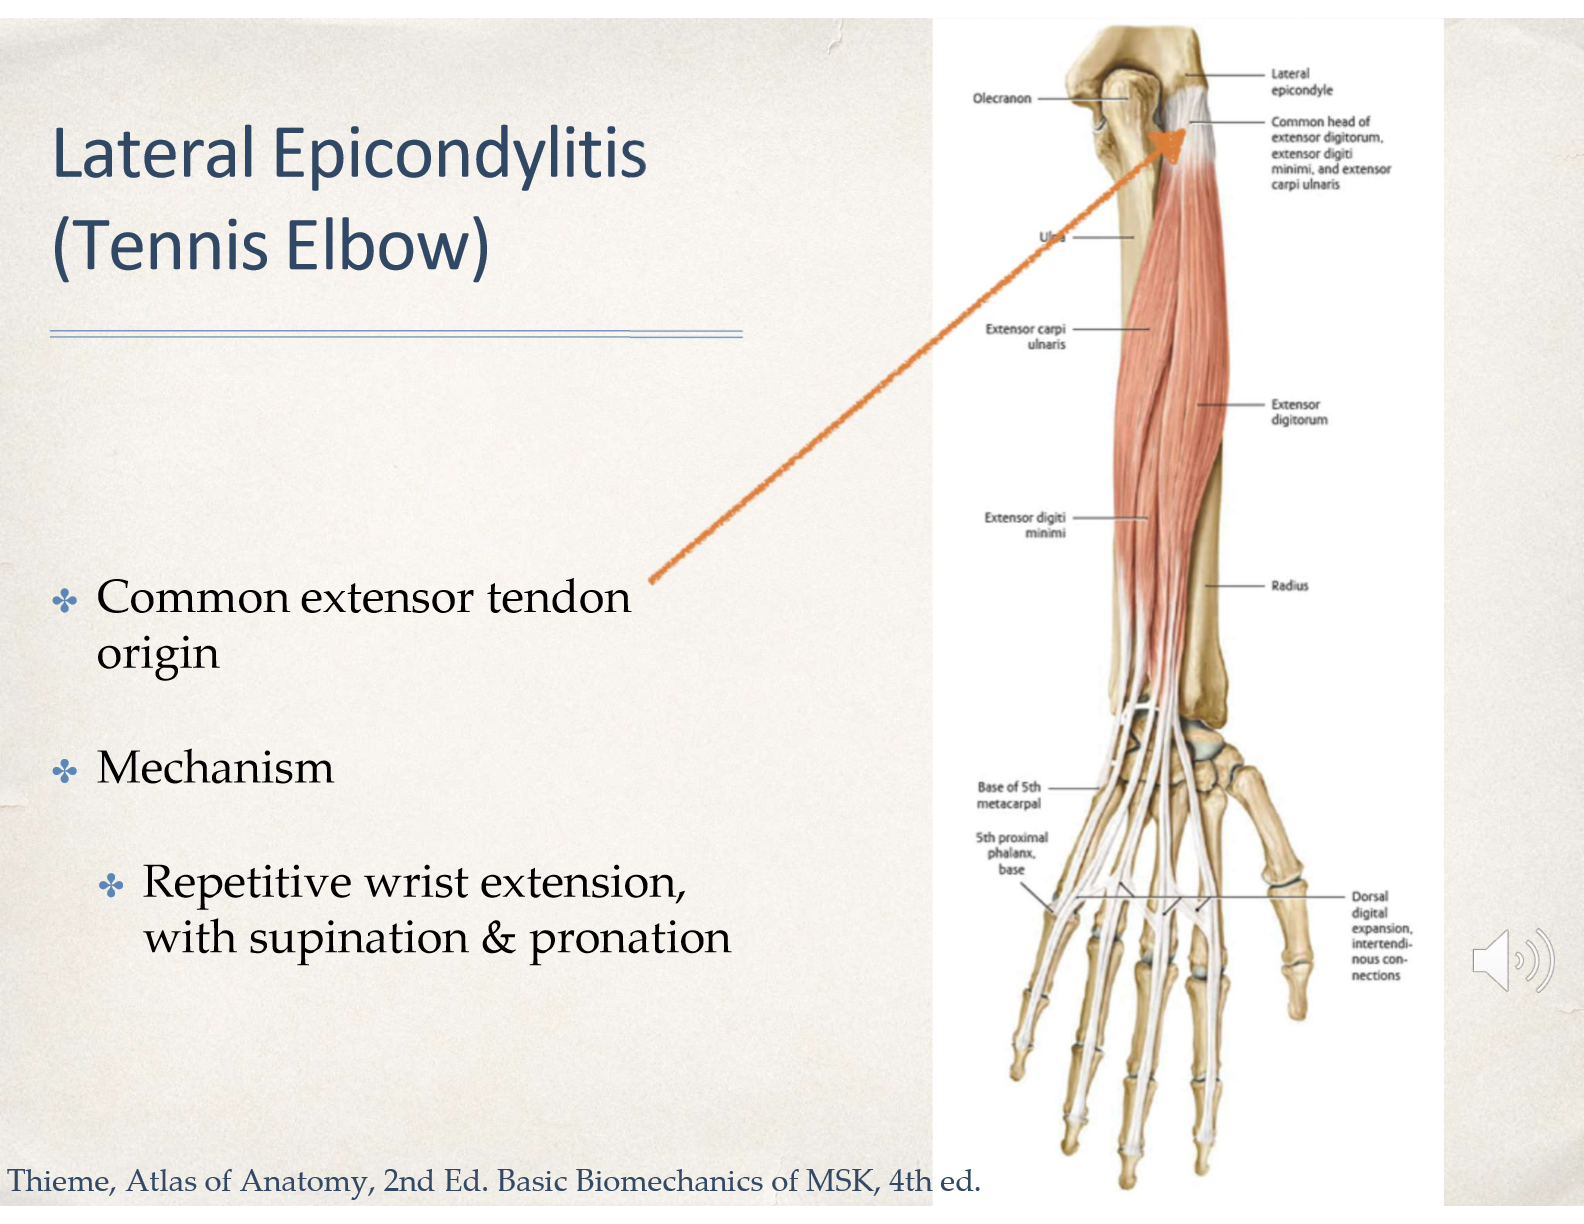 Lateral Epicondylitis
(Tennis Elbow)
Common extensor tendon
origin
Mechanism
Repetitive wrist extension,
with supination & pronation
Olecranon
Ulna
Extensor carpi
ulnaris
Extensor digiti
minimi
Base of 5th
metacarpal
5th proximal
phalanx,
base
Lateral
epicondyle
Common head of
extensor digitorum,
extensor digiti
minimi, and extensor
carpi ulnaris
Extensor
digitorum
Radius
Dorsal
digital
expansion,
intertendi-
nous con-
nections
Thieme, Atlas of Anatomy, 2nd Ed. Basic Biomechanics of MSK, 4th ed.